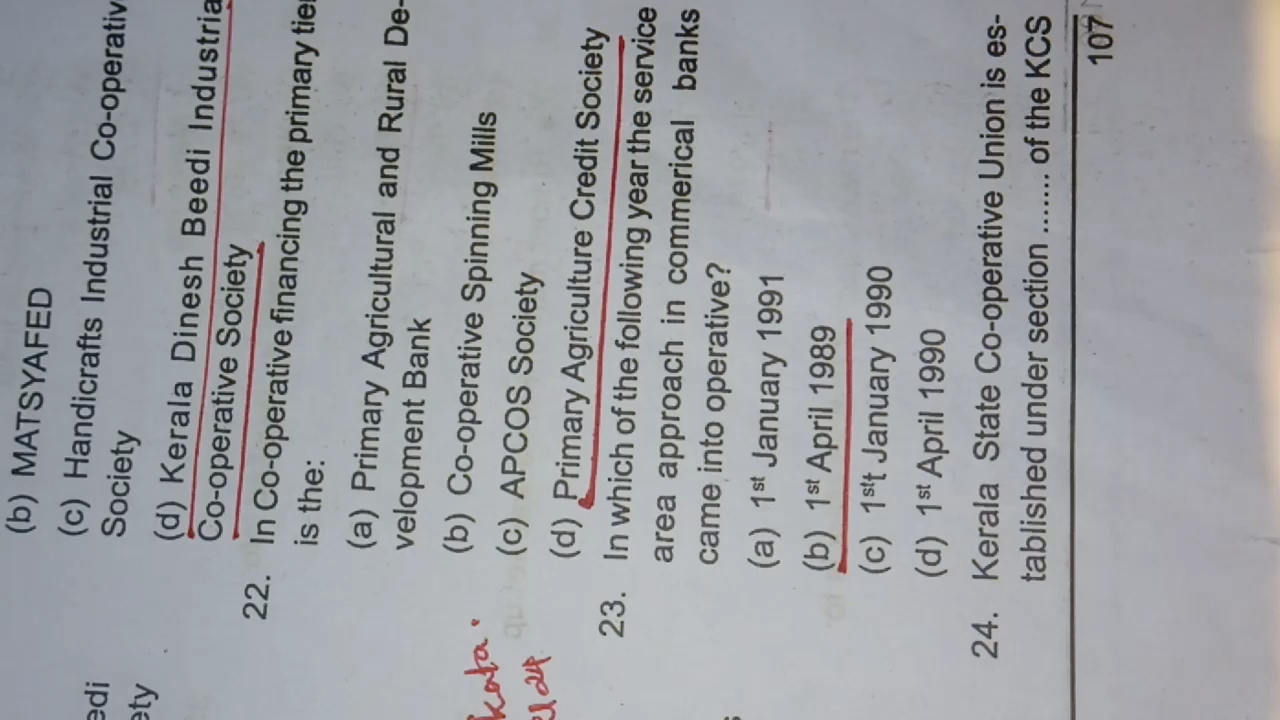 (b) MATSYAFED
(c) Handicrafts Industrial Co-operativ
Society
(d) Kerala Dinesh Beedi Industria
Co-operative Society
22. In Co-operative financing the primary tie
is the:
(a) Primary Agricultural and Rural De-
velopment Bank
(b) Co-operative Spinning Mills
(c) APCOS Society
(d) Primary Agriculture Credit Society
23. In which of the following year the service
area approach in commerical banks
came into operative?
(a) 1st January 1991
(b) 1st April 1989
(c) 1stt January 1990
(d) 1st April 1990
24. Kerala State Co-operative Union is es-
tablished under section ........ of the KCS
107
edi
ety
kata.